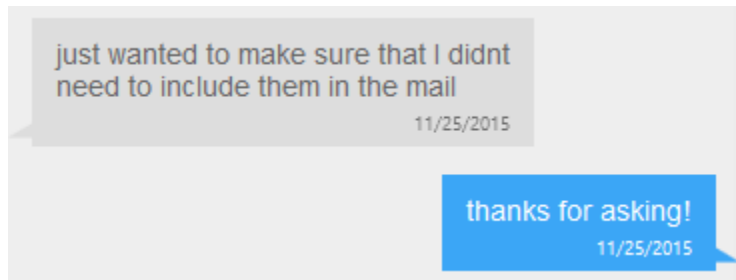 just wanted to make sure that I didnt
need to include them in the mail
11/25/2015
thanks for asking!
11/25/2015